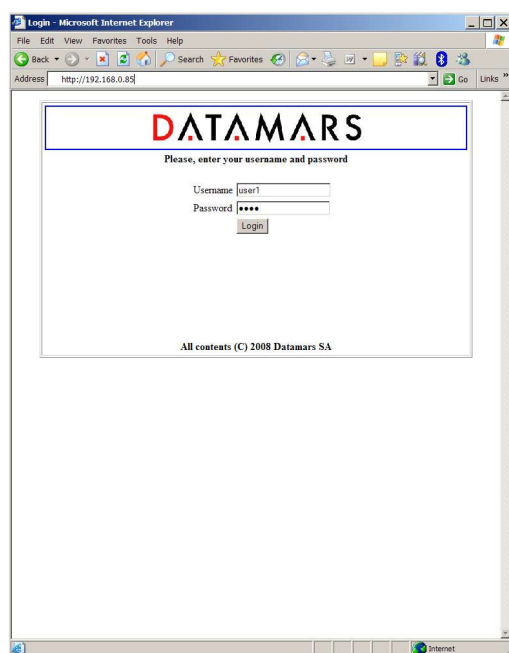 Login - Microsoft Internet Explorer
File Edit View Favorites Tools Help
Back Search Favorites
Address http://192.168.0.85 Go Links »
DATAMARS
Please, enter your username and password
Username user1
Password ••••
Login
All contents (C) 2008 Datamars SA
Internet